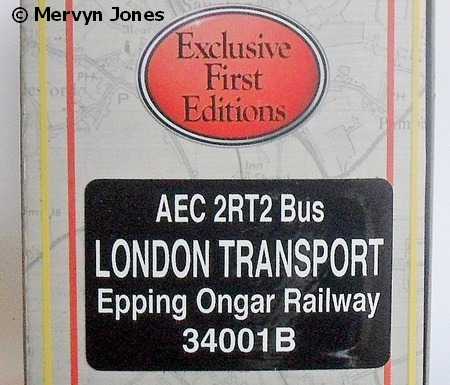 © Mervyn Jones
Exclusive
First
Editions
AEC 2RT2 Bus
LONDON TRANSPORT
Epping Ongar Railway
34001B